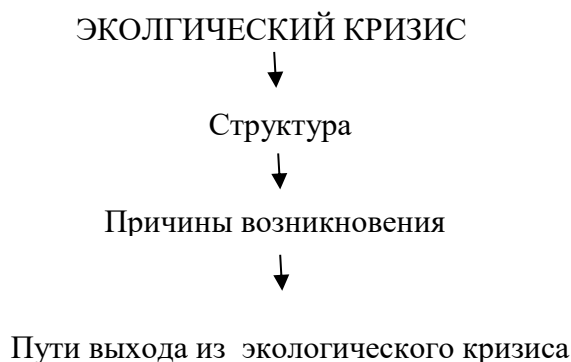 ЭКОЛГИЧЕСКИЙ КРИЗИС
Структура
Причины возникновения
Пути выхода из экологического кризиса